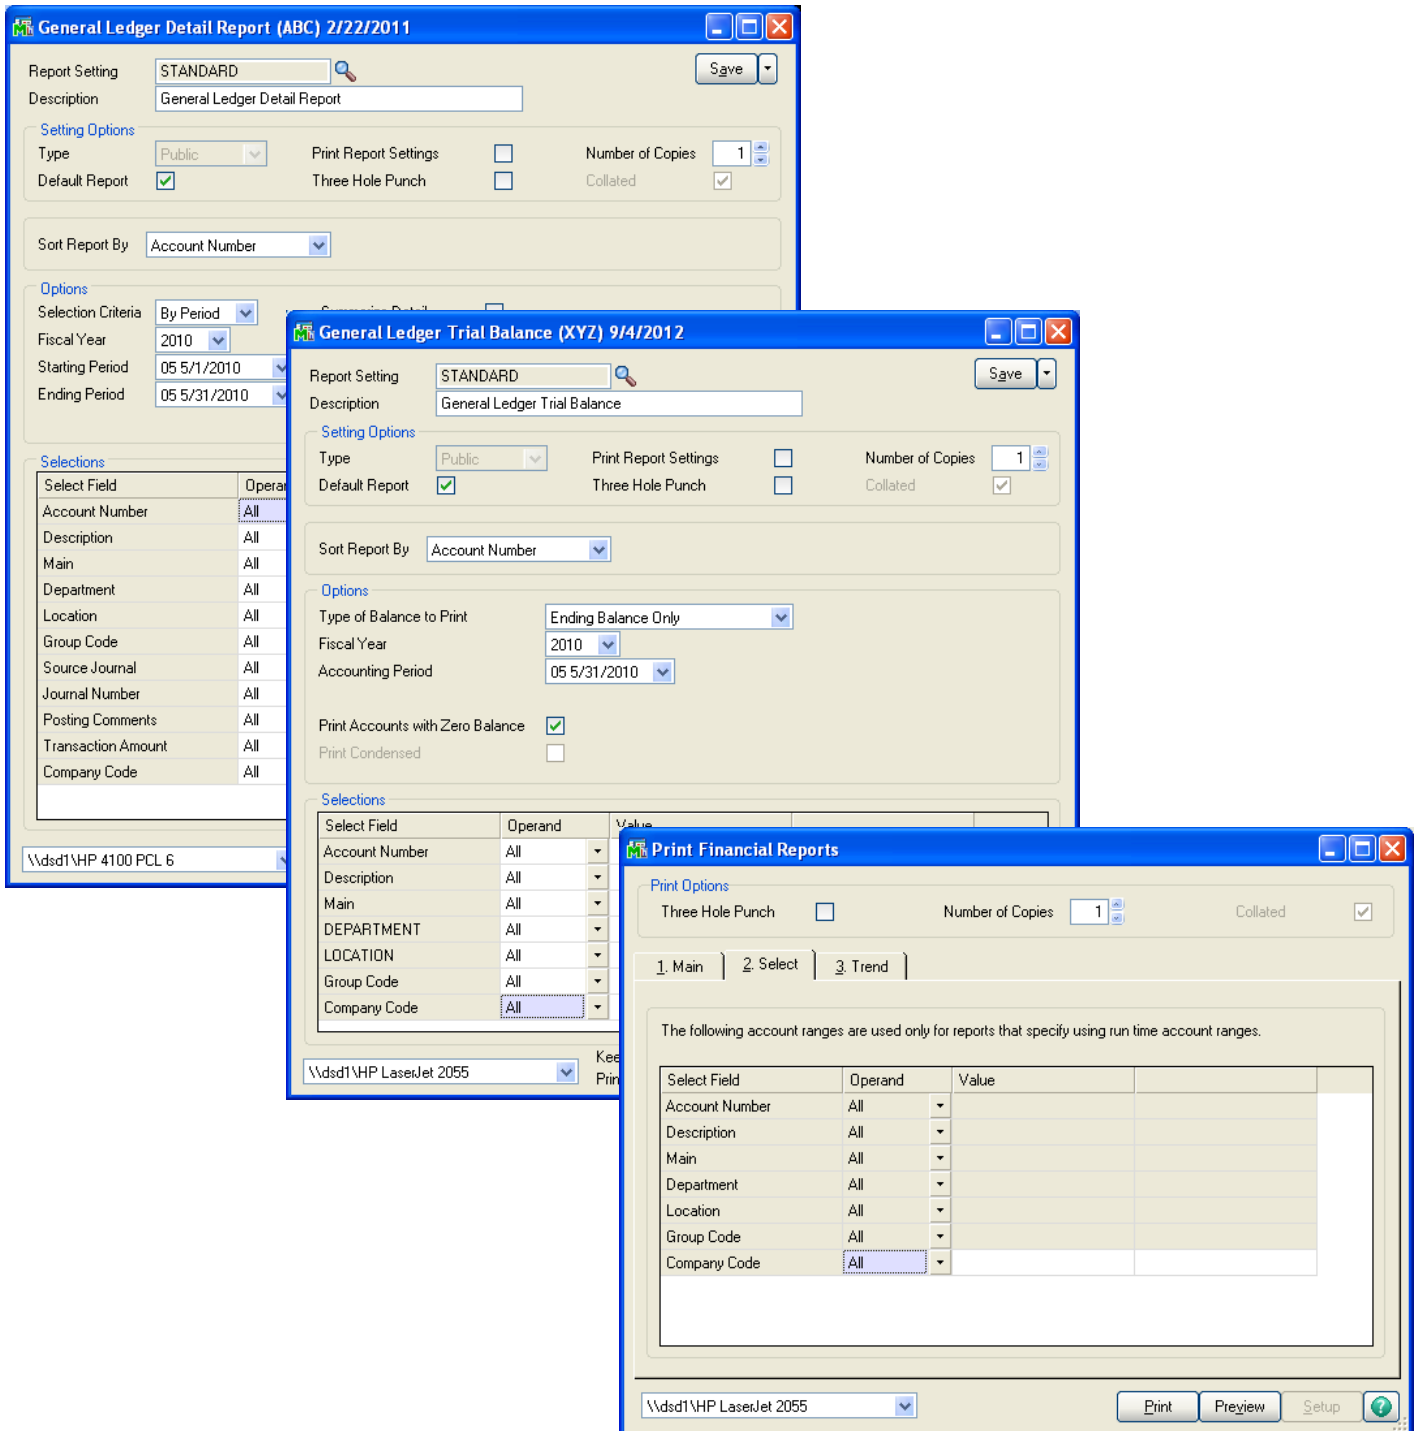 General Ledger Detail Report (ABC) 2/22/2011
Report Setting STANDARD Save
Description General Ledger Detail Report
Setting Options
Type Public Print Report Settings Number of Copies 1
Default Report Three Hole Punch Collated
Sort Report By Account Number
Options
Selection Criteria By Period
Fiscal Year 2010
Starting Period 05 5/1/2010
Ending Period 05 5/31/2010
Selections
Select Field
Account Number All
Description All
Main All
Department All
Location All
Group Code All
Source Journal All
Journal Number All
Posting Comments All
Transaction Amount All
Company Code All
\\dsd1\HP 4100 PCL 6
General Ledger Trial Balance (XYZ) 9/4/2012
Report Setting STANDARD Save
Description General Ledger Trial Balance
Setting Options
Type Public Print Report Settings Number of Copies 1
Default Report Three Hole Punch Collated
Sort Report By Account Number
Options
Type of Balance to Print Ending Balance Only
Fiscal Year 2010
Accounting Period 05 5/31/2010
Print Accounts with Zero Balance
Print Condensed
Selections
Select Field Operand Value
Account Number All
Description All
Main All
DEPARTMENT All
LOCATION All
Group Code All
Company Code All
\\dsd1\HP LaserJet 2055
Print Financial Reports
Print Options
Three Hole Punch Number of Copies 1 Collated
1. Main 2. Select 3. Trend
The following account ranges are used only for reports that specify using run time account ranges.
Select Field Operand Value
Account Number All
Description All
Main All
Department All
Location All
Group Code All
Company Code All
\\dsd1\HP LaserJet 2055 Print Preview Setup